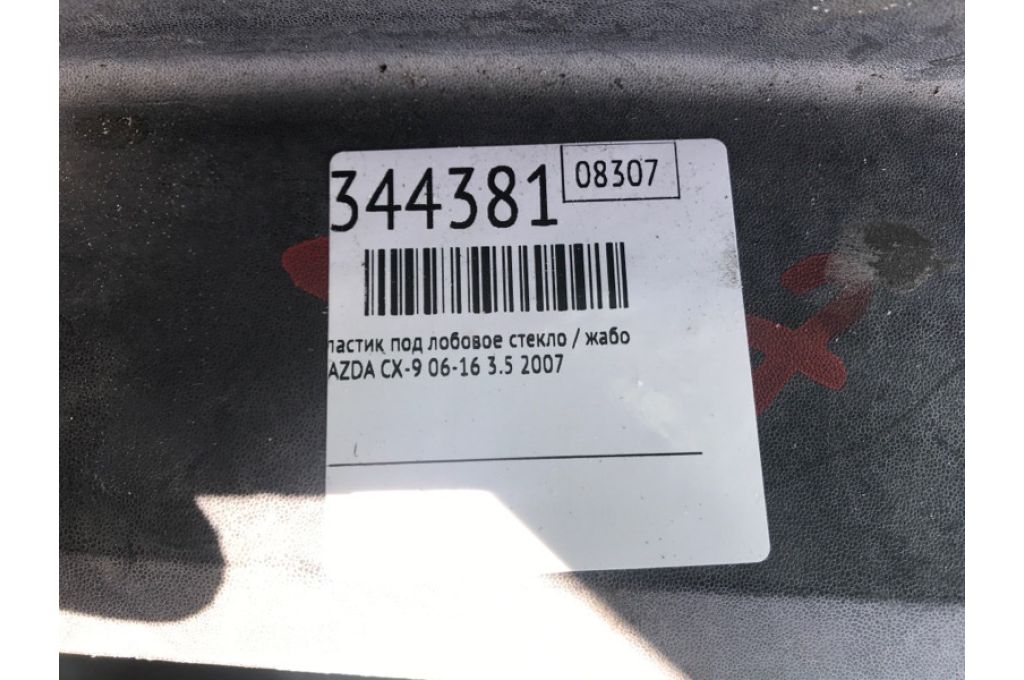 344381
08307
ластик под лобовое стекло / жабо
AZDA CX-9 06-16 3.5 2007